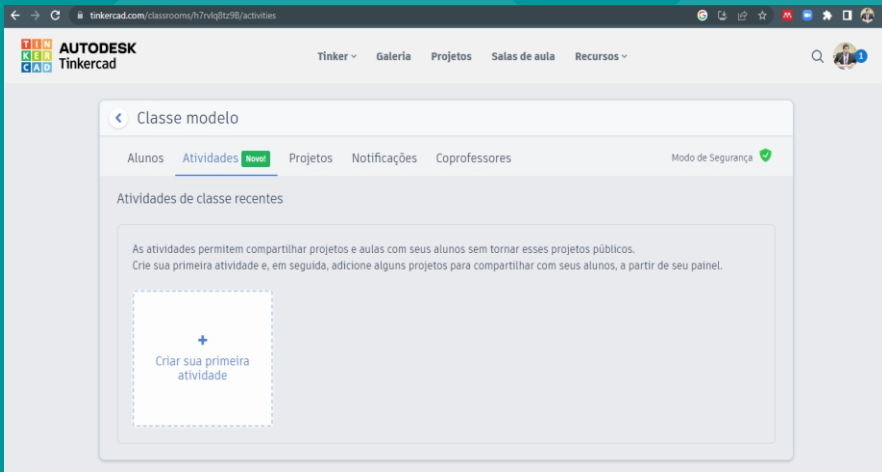 tinkercad.com/classrooms/h7rvlq8tz98/activities
TIN
KER
CAD
AUTODESK
Tinkercad
Tinker Galeria Projetos Salas de aula Recursos
1
Classe modelo
Alunos Atividades Novo! Projetos Notificações Coprofessores Modo de Segurança
Atividades de classe recentes
As atividades permitem compartilhar projetos e aulas com seus alunos sem tornar esses projetos públicos.
Crie sua primeira atividade e, em seguida, adicione alguns projetos para compartilhar com seus alunos, a partir de seu painel.
+
Criar sua primeira
atividade